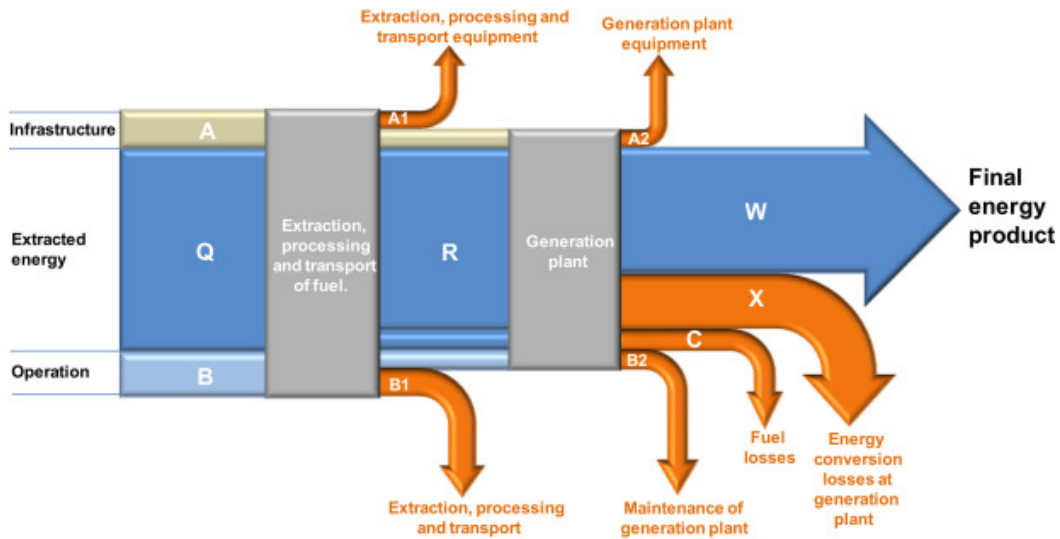 Extraction, processing and
transport equipment
Generation plant
equipment
Infrastructure
A
A1
A2
Extracted
energy
Q
Extraction,
processing
and transport
of fuel.
R
Generation
plant
W
Final
energy
product
X
C
Operation
B
B1
B2
Fuel
losses
Energy
conversion
losses at
generation
plant
Extraction, processing
and transport
Maintenance of
generation plant